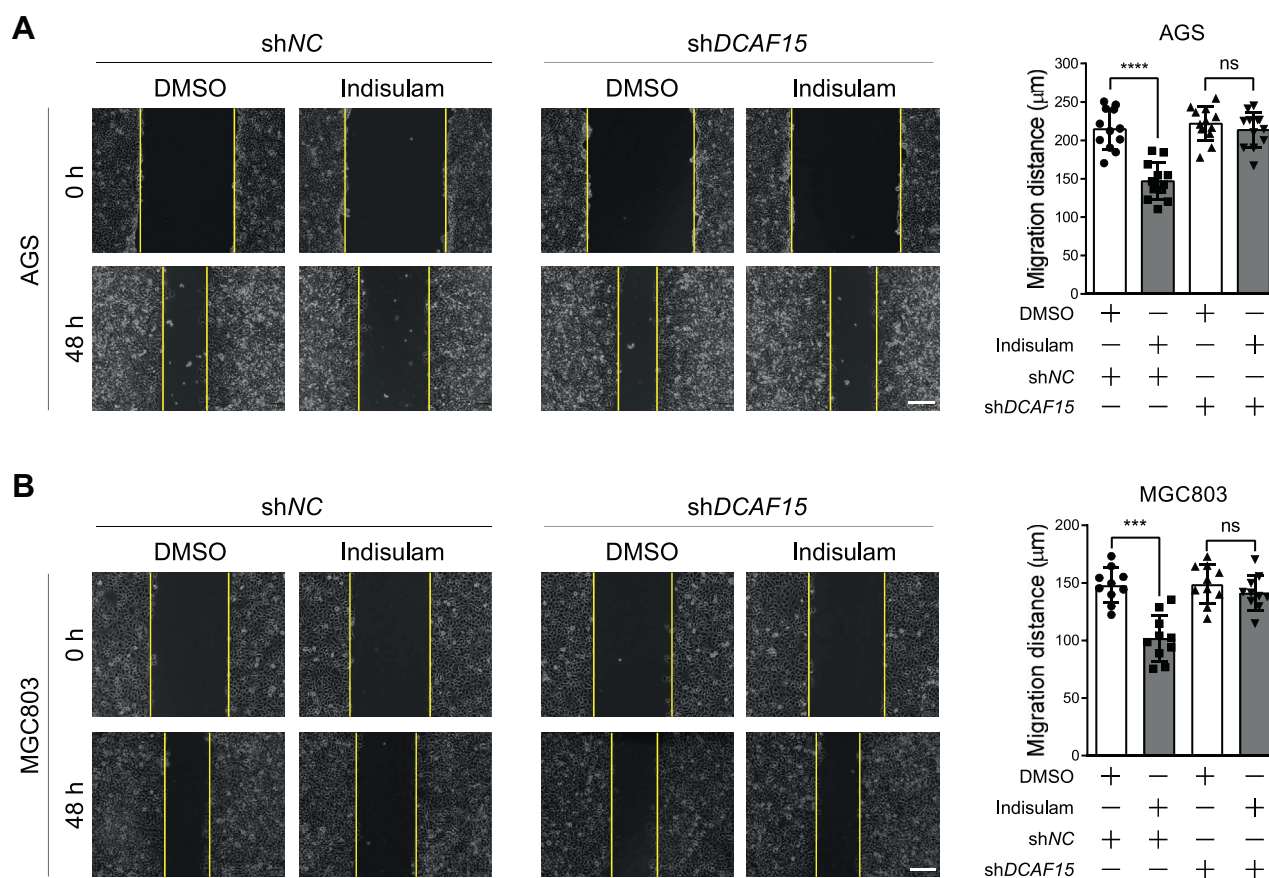 A
shNC
shDCAF15
DMSO
Indisulam
DMSO
Indisulam
AGS
0 h
48 h
AGS
Migration distance (μm)
300
250
200
150
100
50
0
****
ns
DMSO + — + —
Indisulam — + — +
shNC + + — —
shDCAF15 — — + +
B
shNC
shDCAF15
DMSO
Indisulam
DMSO
Indisulam
MGC803
0 h
48 h
MGC803
Migration distance (μm)
200
150
100
50
0
***
ns
DMSO + — + —
Indisulam — + — +
shNC + + — —
shDCAF15 — — + +